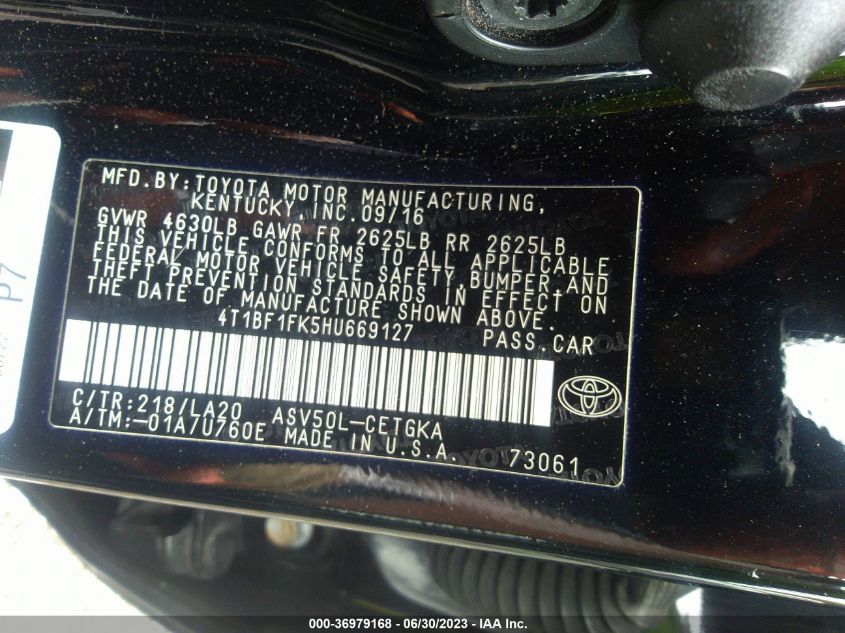 MFD.BY:TOYOTA MOTOR MANUFACTURING,
KENTUCKY,INC.09/16
GVWR 4630LB GAWR FR 2625LB RR 2625LB
THIS VEHICLE CONFORMS TO ALL APPLICABLE
FEDERAL MOTOR VEHICLE SAFETY,BUMPER,AND
THEFT PREVENTION STANDARDS IN EFFECT ON
THE DATE OF MANUFACTURE SHOWN ABOVE.
4T1BF1FK5HU669127 PASS.CAR
C/TR:218/LA20 ASV50L-CETGKA
A/TM:-01A/U760E MADE IN U.S.A. 73061
P7
000-36979168 - 06/30/2023 - IAA Inc.